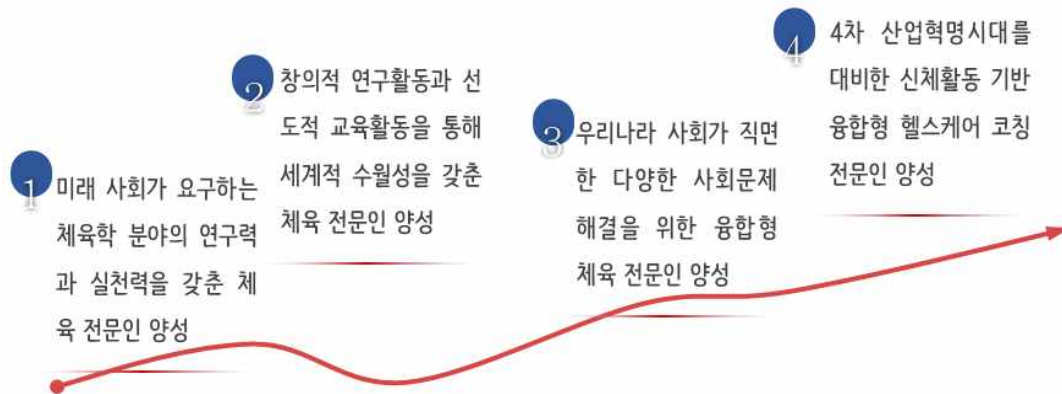 1
미래 사회가 요구하는
체육학 분야의 연구력
과 실천력을 갖춘 체
육 전문인 양성
2
창의적 연구활동과 선
도적 교육활동을 통해
세계적 수월성을 갖춘
체육 전문인 양성
3
우리나라 사회가 직면
한 다양한 사회문제
해결을 위한 융합형
체육 전문인 양성
4
4차 산업혁명시대를
대비한 신체활동 기반
융합형 헬스케어 코칭
전문인 양성